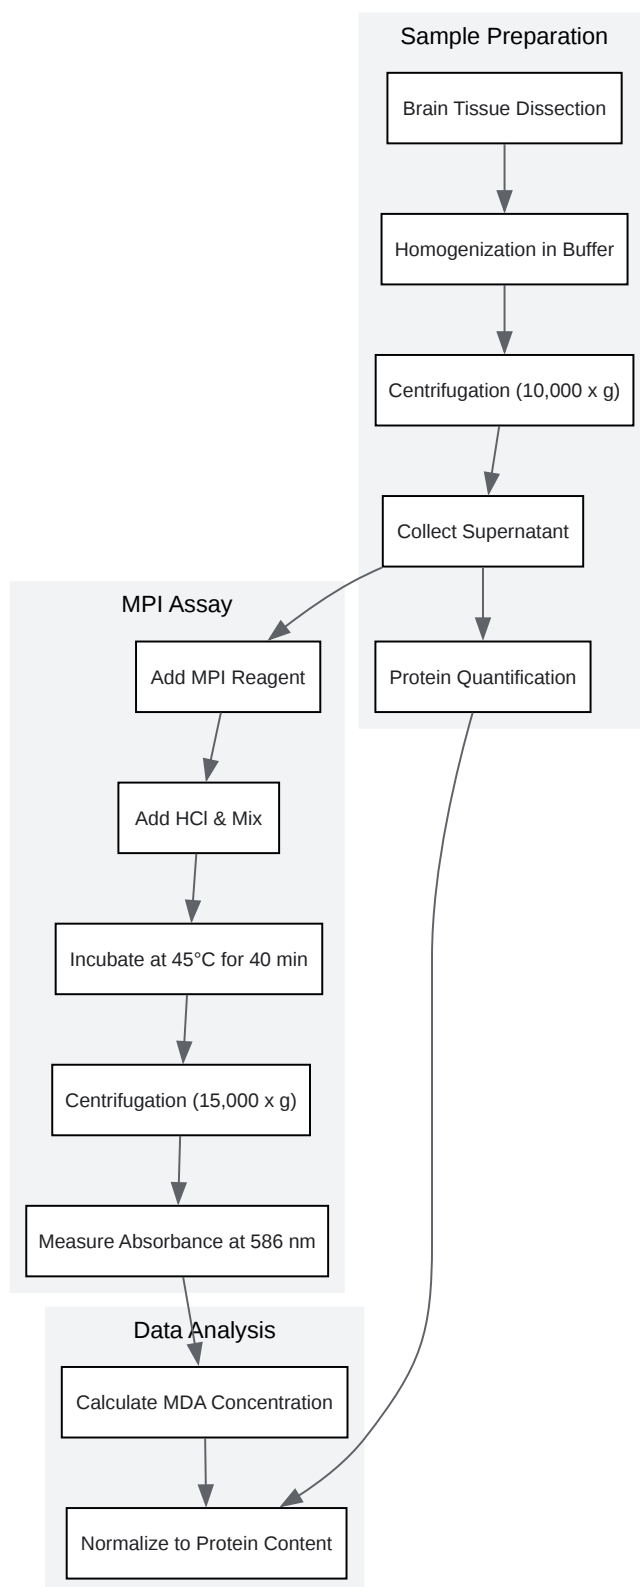 Sample Preparation
Brain Tissue Dissection
Homogenization in Buffer
Centrifugation (10,000 x g)
Collect Supernatant
Protein Quantification
MPI Assay
Add MPI Reagent
Add HCl & Mix
Incubate at 45°C for 40 min
Centrifugation (15,000 x g)
Measure Absorbance at 586 nm
Data Analysis
Calculate MDA Concentration
Normalize to Protein Content